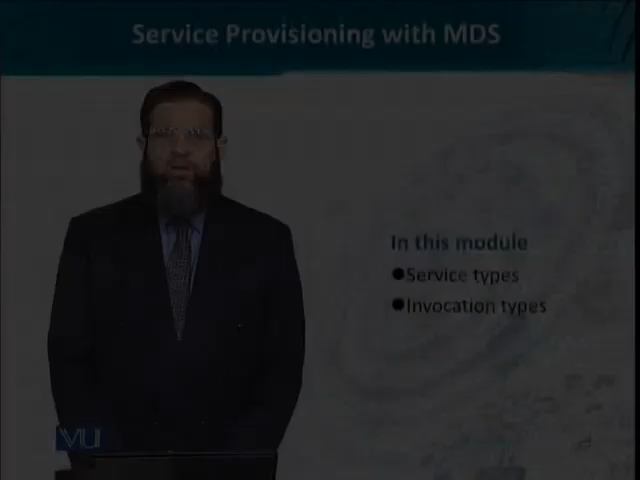 Service Provisioning with MDS
In this module
●Service types
●Invocation types
VU